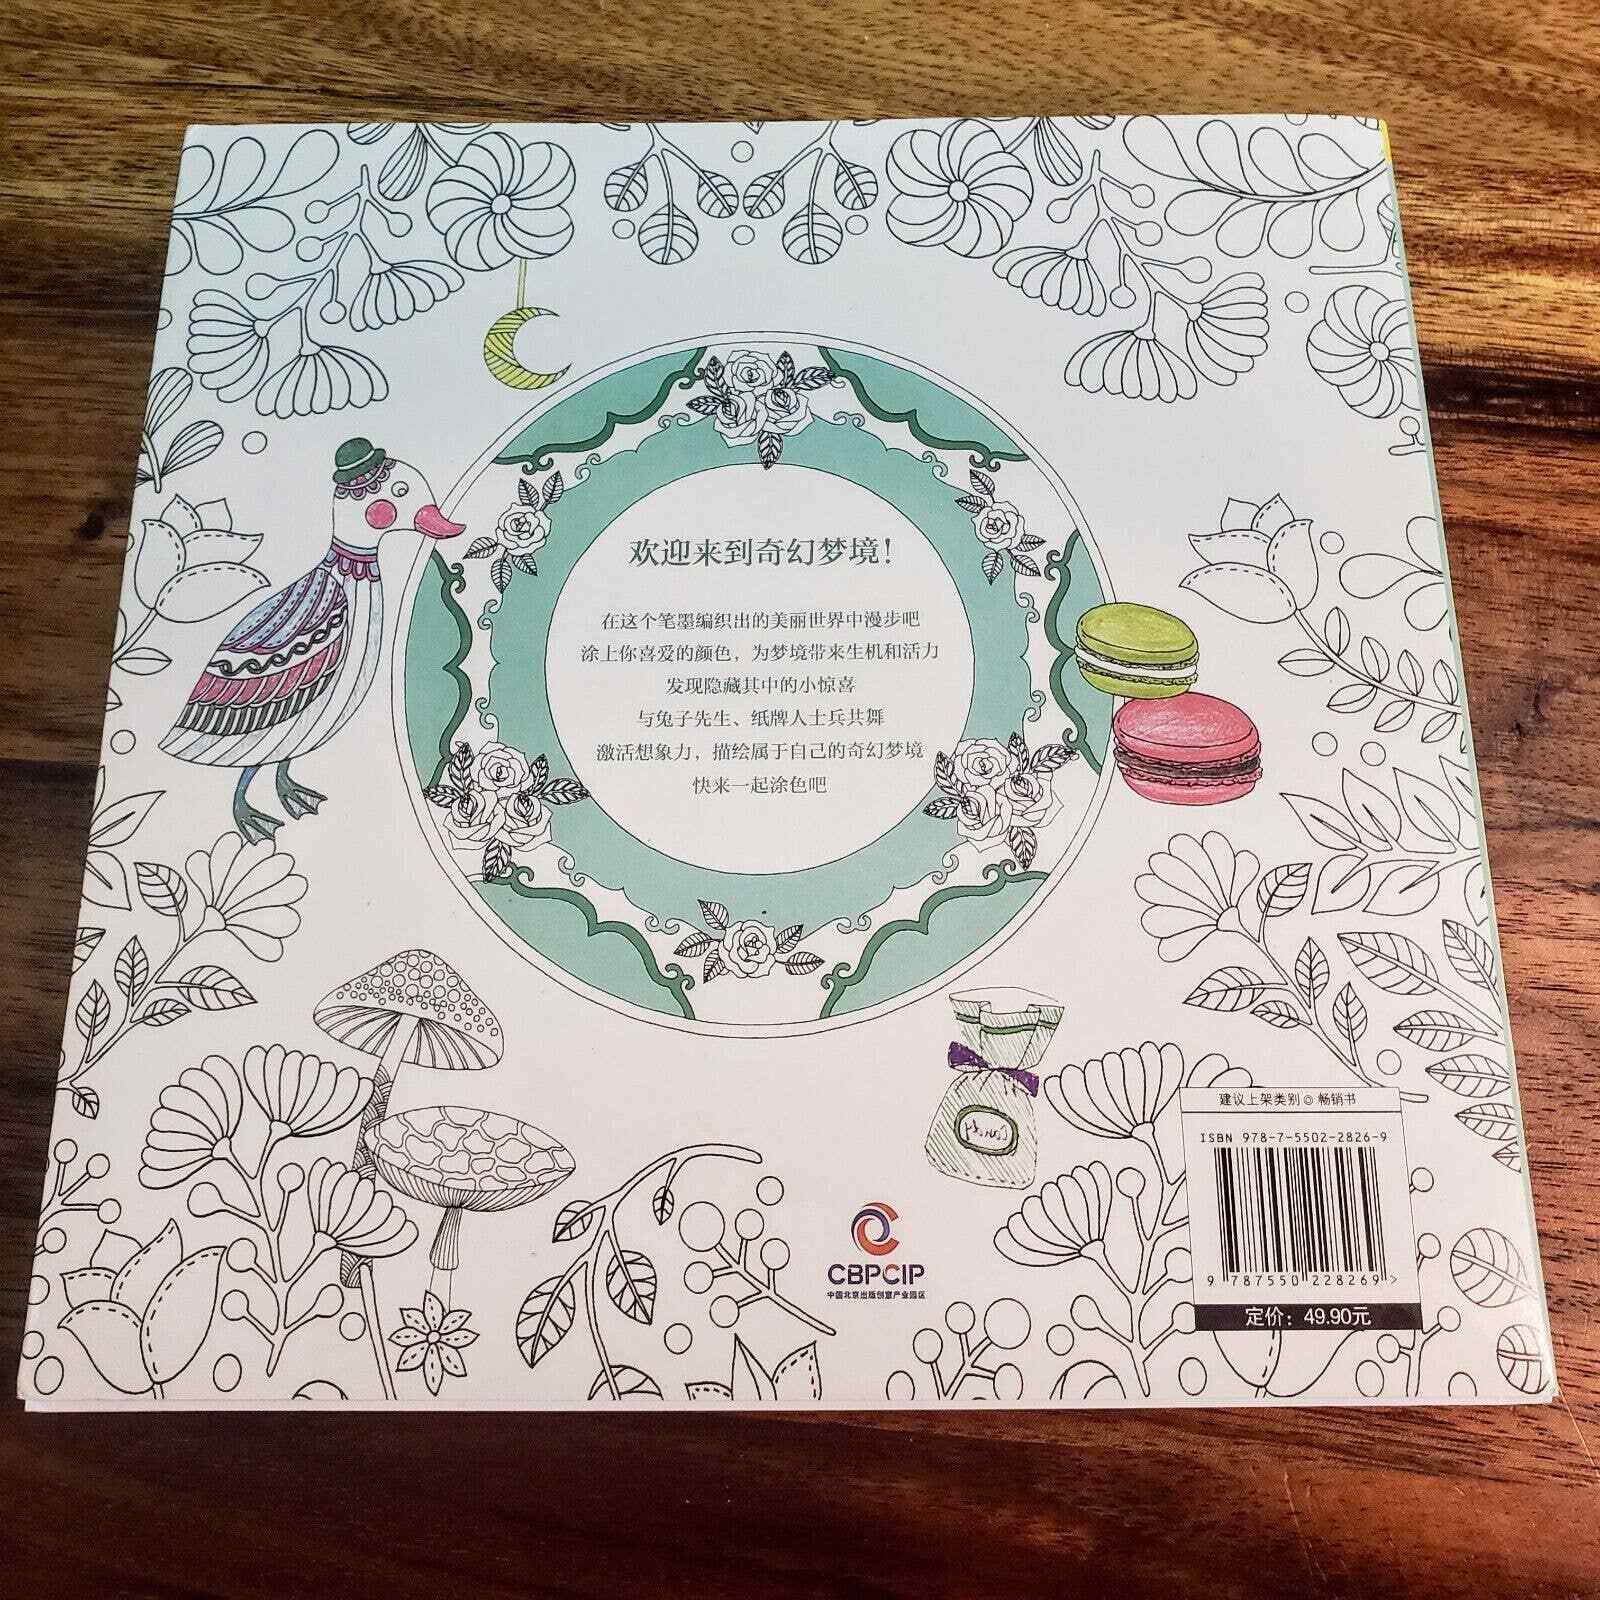 欢迎来到奇幻梦境！
在这个笔墨编织出的美丽世界中漫步吧
涂上你喜爱的颜色，为梦境带来生机和活力
发现隐藏其中的小惊喜
与兔子先生、纸牌人士兵共舞
激活想象力，描绘属于自己的奇幻梦境
快来一起涂色吧
建议上架类别◎畅销书
ISBN 978-7-5502-2826-9
9 787550 228269>
定价：49.90元
CBPCIP
中国北京出版创意产业园区